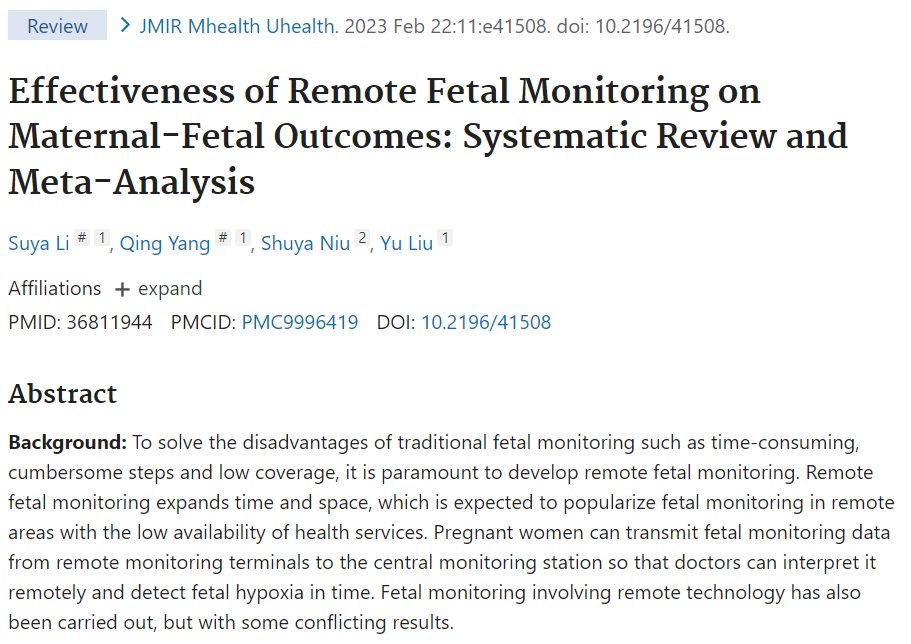 Review > JMIR Mhealth Uhealth. 2023 Feb 22:11:e41508. doi: 10.2196/41508.
Effectiveness of Remote Fetal Monitoring on
Maternal-Fetal Outcomes: Systematic Review and
Meta-Analysis
Suya Li # 1, Qing Yang # 1, Shuya Niu 2, Yu Liu 1
Affiliations + expand
PMID: 36811944 PMCID: PMC9996419 DOI: 10.2196/41508
Abstract
Background: To solve the disadvantages of traditional fetal monitoring such as time-consuming,
cumbersome steps and low coverage, it is paramount to develop remote fetal monitoring. Remote
fetal monitoring expands time and space, which is expected to popularize fetal monitoring in remote
areas with the low availability of health services. Pregnant women can transmit fetal monitoring data
from remote monitoring terminals to the central monitoring station so that doctors can interpret it
remotely and detect fetal hypoxia in time. Fetal monitoring involving remote technology has also
been carried out, but with some conflicting results.